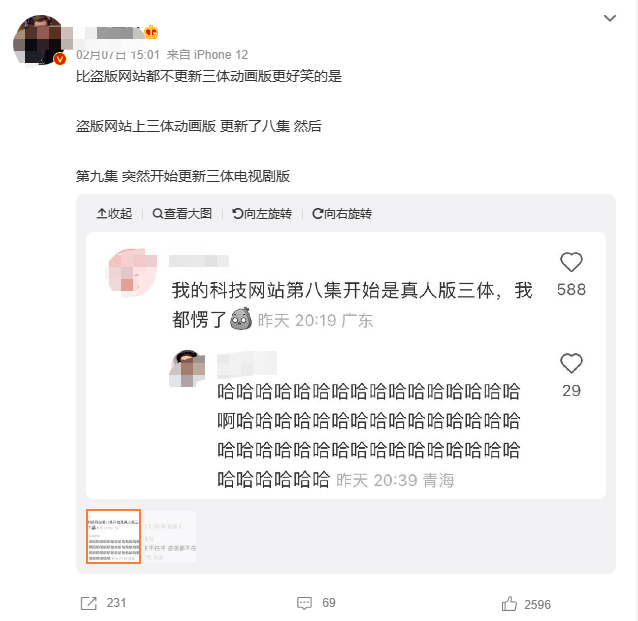 02月07日 15:01 来自 iPhone 12
比盗版网站都不更新三体动画版更好笑的是
盗版网站上三体动画版 更新了八集 然后
第九集 突然开始更新三体电视剧版
收起 查看大图 向左旋转 向右旋转
我的科技网站第八集开始是真人版三体，我
588
都愣了 昨天 20:19 广东
哈哈哈哈哈哈哈哈哈哈哈哈哈哈哈哈
29
啊哈哈哈哈哈哈哈哈哈哈哈哈哈哈哈
哈哈哈哈哈哈哈哈哈哈哈哈哈哈哈哈
哈哈哈哈哈哈 昨天 20:39 青海
231 69 2596